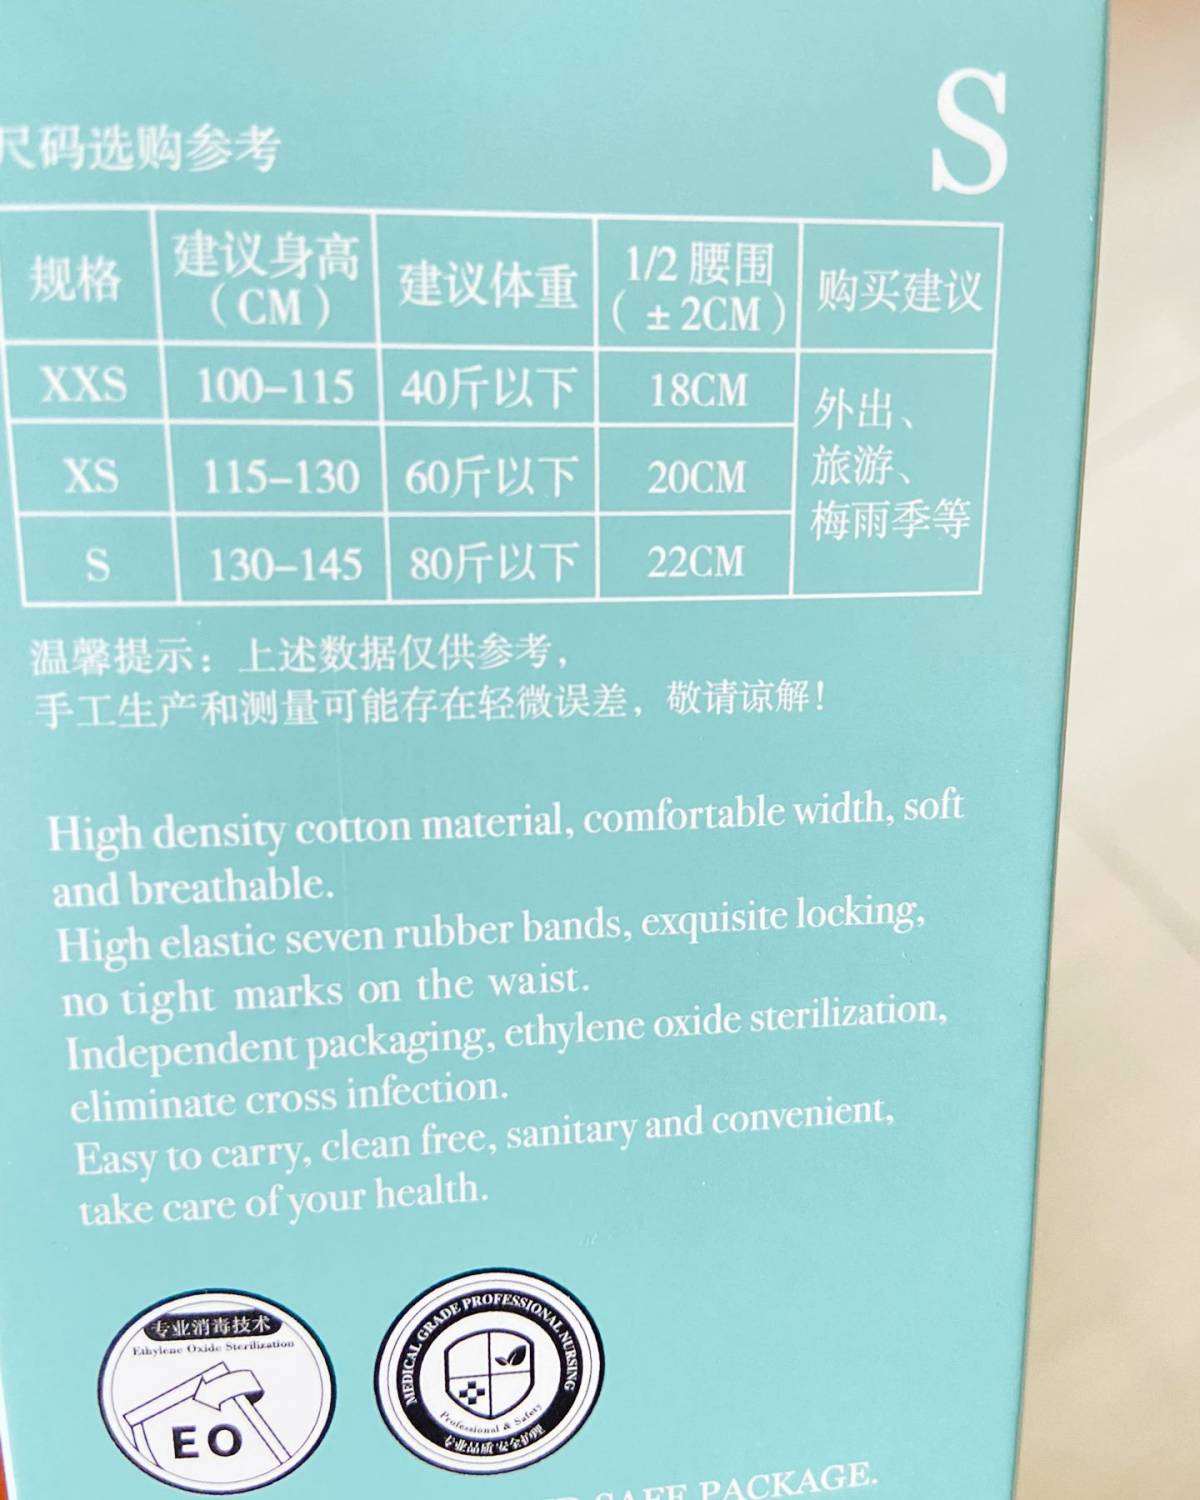 S
尺码选购参考
规格 建议身高（CM） 建议体重 1/2 腰围（±2CM） 购买建议
XXS 100-115 40斤以下 18CM 外出、
XS 115-130 60斤以下 20CM 旅游、
S 130-145 80斤以下 22CM 梅雨季等
温馨提示：上述数据仅供参考，
手工生产和测量可能存在轻微误差，敬请谅解！
High density cotton material, comfortable width, soft
and breathable.
High elastic seven rubber bands, exquisite locking,
no tight marks on the waist.
Independent packaging, ethylene oxide sterilization,
eliminate cross infection.
Easy to carry, clean free, sanitary and convenient,
take care of your health.
专业消毒技术
Ethylene Oxide Sterilization
EO
MEDICAL GRADE PROFESSIONAL NURSING
Professional & Safety
专业品质 安全护理
SAFE PACKAGE.